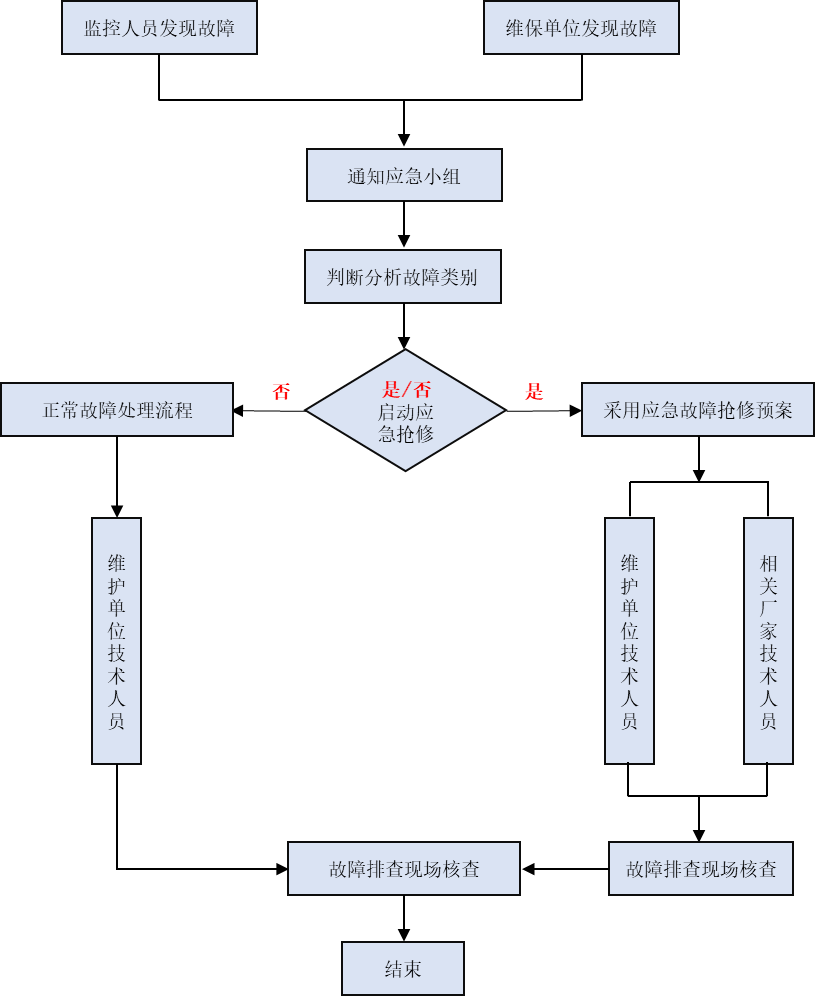 监控人员发现故障
维保单位发现故障
通知应急小组
判断分析故障类别
否
是/否
启动应
急抢修
是
正常故障处理流程
采用应急故障抢修预案
维护单位技术人员
维护单位技术人员
相关厂家技术人员
故障排查现场核查
故障排查现场核查
结束